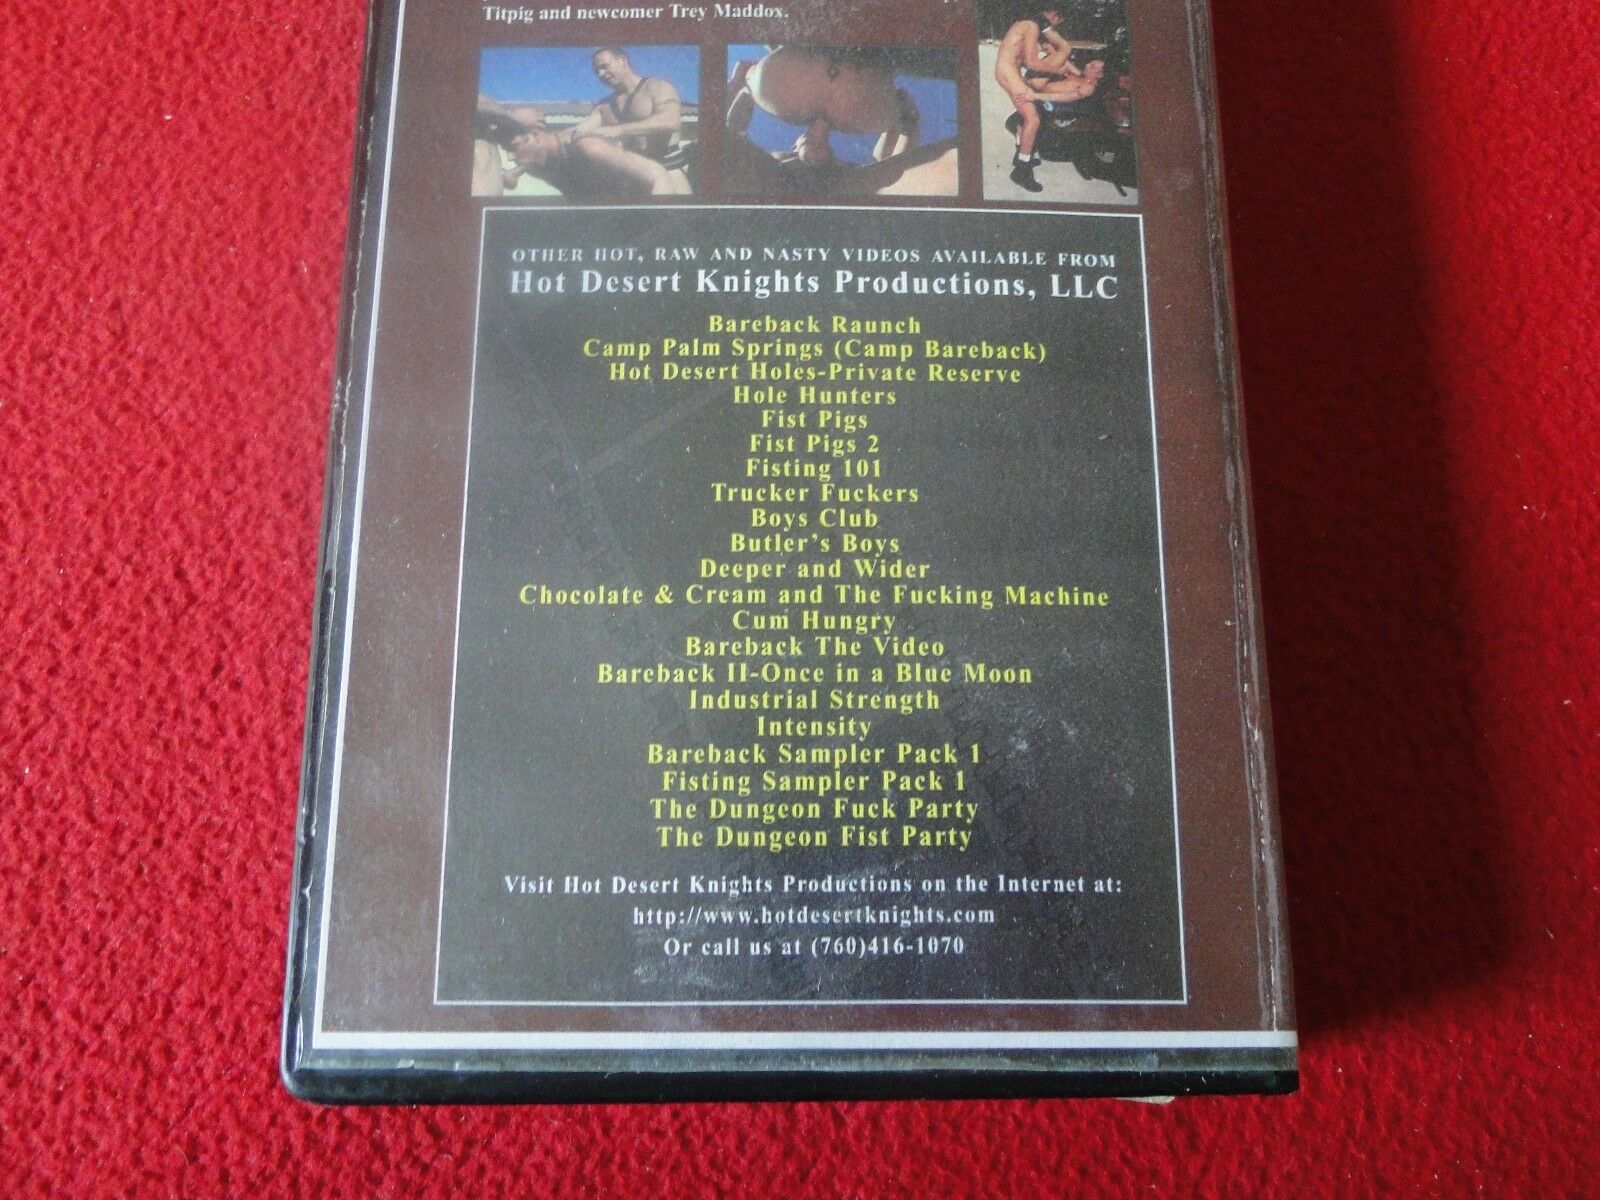 Titpig and newcomer Trey Maddox.
OTHER HOT, RAW AND NASTY VIDEOS AVAILABLE FROM
Hot Desert Knights Productions, LLC
Bareback Raunch
Camp Palm Springs (Camp Bareback)
Hot Desert Holes-Private Reserve
Hole Hunters
Fist Pigs
Fist Pigs 2
Fisting 101
Trucker Fuckers
Boys Club
Butler's Boys
Deeper and Wider
Chocolate & Cream and The Fucking Machine
Cum Hungry
Bareback The Video
Bareback II-Once in a Blue Moon
Industrial Strength
Intensity
Bareback Sampler Pack 1
Fisting Sampler Pack 1
The Dungeon Fuck Party
The Dungeon Fist Party
Visit Hot Desert Knights Productions on the Internet at:
http://www.hotdesertknights.com
Or call us at (760)416-1070